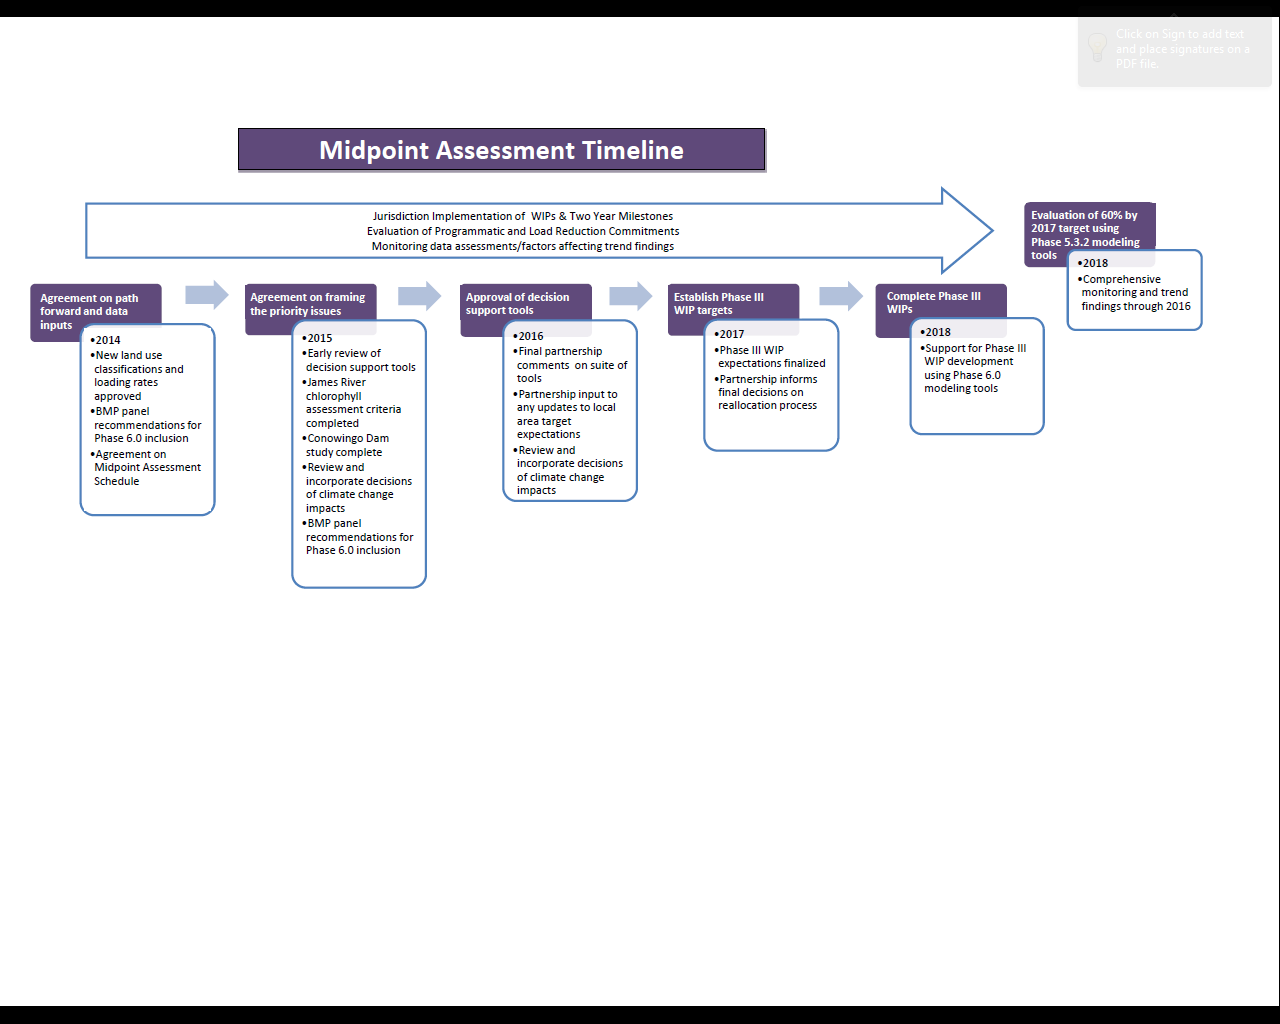 Click on Sign to add text
and place signatures on a
PDF file.
Midpoint Assessment Timeline
Jurisdiction Implementation of WIPs & Two Year Milestones
Evaluation of Programmatic and Load Reduction Commitments
Monitoring data assessments/factors affecting trend findings
Agreement on path
forward and data
inputs
•2014
•New land use
classifications and
loading rates
approved
•BMP panel
recommendations for
Phase 6.0 inclusion
•Agreement on
Midpoint Assessment
Schedule
Agreement on framing
the priority issues
•2015
•Early review of
decision support tools
•James River
chlorophyll
assessment criteria
completed
•Conowingo Dam
study complete
•Review and
incorporate decisions
of climate change
impacts
•BMP panel
recommendations for
Phase 6.0 inclusion
Approval of decision
support tools
•2016
•Final partnership
comments on suite of
tools
•Partnership input to
any updates to local
area target
expectations
•Review and
incorporate decisions
of climate change
impacts
Establish Phase III
WIP targets
•2017
•Phase III WIP
expectations finalized
•Partnership informs
final decisions on
reallocation process
Complete Phase III
WIPs
•2018
•Support for Phase III
WIP development
using Phase 6.0
modeling tools
Evaluation of 60% by
2017 target using
Phase 5.3.2 modeling
tools
•2018
•Comprehensive
monitoring and trend
findings through 2016